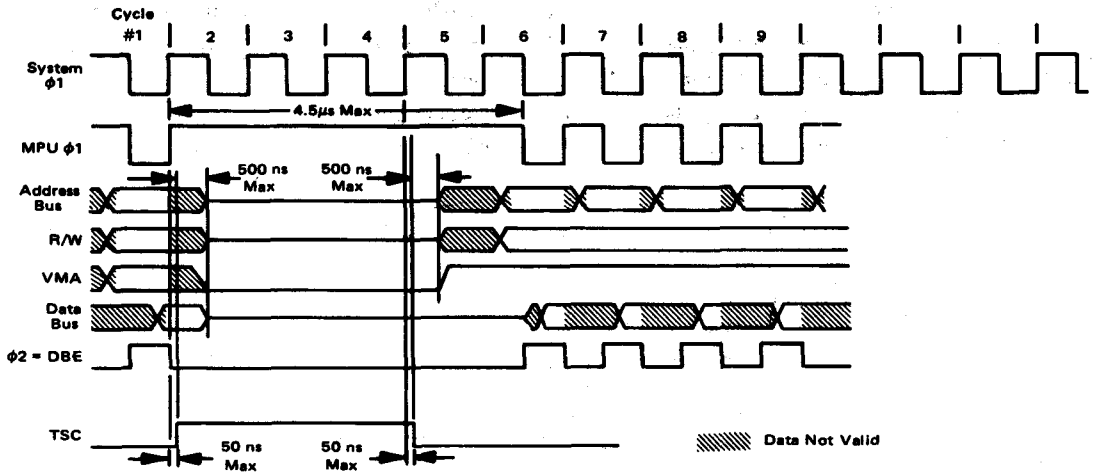 Cycle
#1 2 3 4 5 6 7 8 9
System
φ1
4.5μs Max
MPU φ1
500 ns
Max
500 ns
Max
Address
Bus
R/W
VMA
Data
Bus
φ2 = DBE
TSC
50 ns
Max
50 ns
Max
Data Not Valid